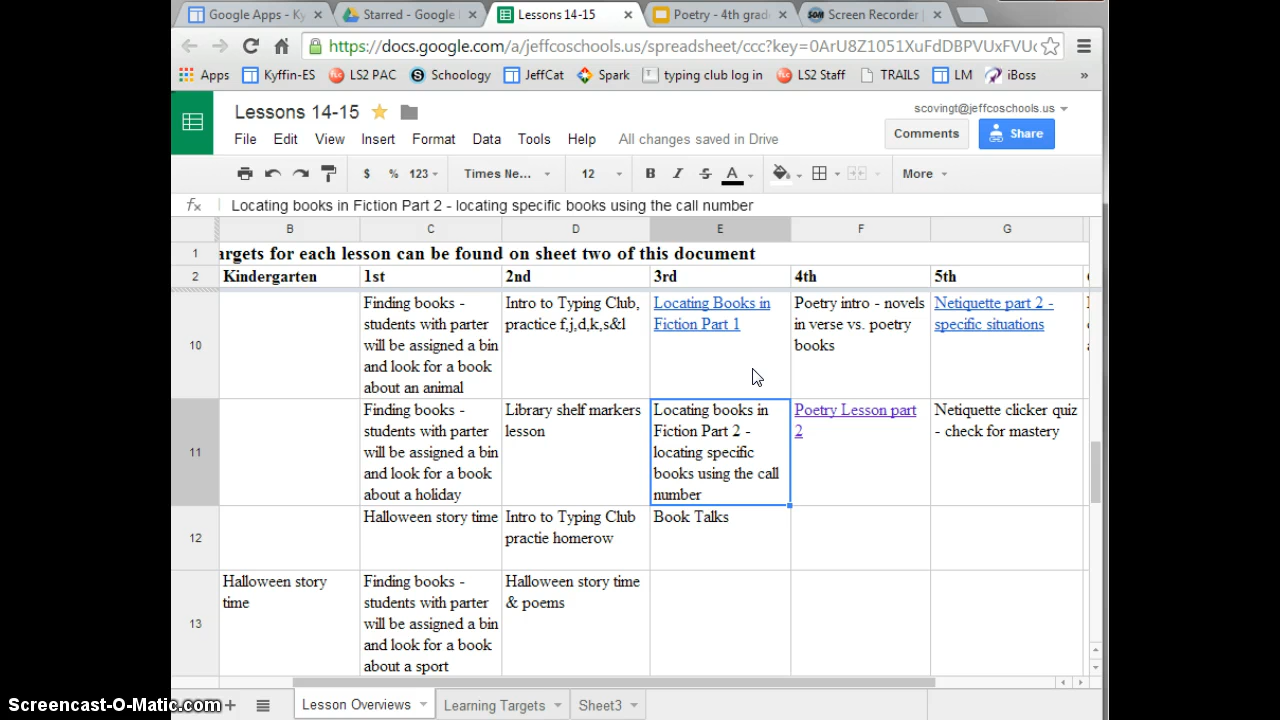 Google Apps - Ky
Starred - Google
Lessons 14-15
Poetry - 4th grad
Screen Recorder
https://docs.google.com/a/jeffcoschools.us/spreadsheet/ccc?key=0ArU8Z1051XuFdDBPVUxFVU
Apps
Kyffin-ES
LS2 PAC
Schoology
JeffCat
Spark
typing club log in
LS2 Staff
TRAILS
LM
iBoss
»
Lessons 14-15
scovingt@jeffcoschools.us
File Edit View Insert Format Data Tools Help All changes saved in Drive
Comments
Share
$ % 123 Times Ne... 12 B I S A More
fx Locating books in Fiction Part 2 - locating specific books using the call number
B C D E F G
1 argets for each lesson can be found on sheet two of this document
2 Kindergarten 1st 2nd 3rd 4th 5th
10
Finding books -
students with parter
will be assigned a bin
and look for a book
about an animal
Intro to Typing Club,
practice f,j,d,k,s&l
Locating Books in
Fiction Part 1
Poetry intro - novels
in verse vs. poetry
books
Netiquette part 2 -
specific situations
11
Finding books -
students with parter
will be assigned a bin
and look for a book
about a holiday
Library shelf markers
lesson
Locating books in
Fiction Part 2 -
locating specific
books using the call
number
Poetry Lesson part
2
Netiquette clicker quiz
- check for mastery
12
Halloween story time
Intro to Typing Club
practie homerow
Book Talks
13
Halloween story
time
Finding books -
students with parter
will be assigned a bin
and look for a book
about a sport
Halloween story time
& poems
Screencast-O-Matic.com
+
Lesson Overviews
Learning Targets
Sheet3